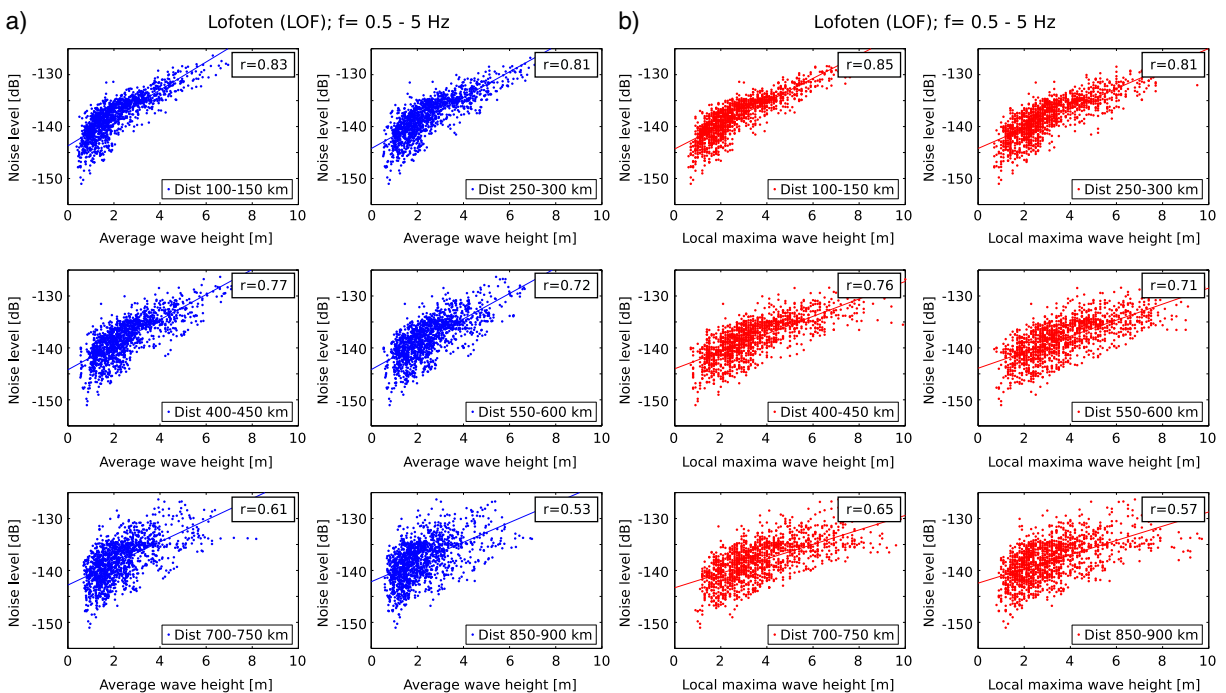 a)
Lofoten (LOF); f= 0.5 - 5 Hz
b)
Lofoten (LOF); f= 0.5 - 5 Hz
Noise level [dB]
-130
-140
-150
r=0.83
Dist 100-150 km
0 2 4 6 8 10
Average wave height [m]
Noise level [dB]
-130
-140
-150
r=0.81
Dist 250-300 km
0 2 4 6 8 10
Average wave height [m]
Noise level [dB]
-130
-140
-150
r=0.85
Dist 100-150 km
0 2 4 6 8 10
Local maxima wave height [m]
Noise level [dB]
-130
-140
-150
r=0.81
Dist 250-300 km
0 2 4 6 8 10
Local maxima wave height [m]
Noise level [dB]
-130
-140
-150
r=0.77
Dist 400-450 km
0 2 4 6 8 10
Average wave height [m]
Noise level [dB]
-130
-140
-150
r=0.72
Dist 550-600 km
0 2 4 6 8 10
Average wave height [m]
Noise level [dB]
-130
-140
-150
r=0.76
Dist 400-450 km
0 2 4 6 8 10
Local maxima wave height [m]
Noise level [dB]
-130
-140
-150
r=0.71
Dist 550-600 km
0 2 4 6 8 10
Local maxima wave height [m]
Noise level [dB]
-130
-140
-150
r=0.61
Dist 700-750 km
0 2 4 6 8 10
Average wave height [m]
Noise level [dB]
-130
-140
-150
r=0.53
Dist 850-900 km
0 2 4 6 8 10
Average wave height [m]
Noise level [dB]
-130
-140
-150
r=0.65
Dist 700-750 km
0 2 4 6 8 10
Local maxima wave height [m]
Noise level [dB]
-130
-140
-150
r=0.57
Dist 850-900 km
0 2 4 6 8 10
Local maxima wave height [m]